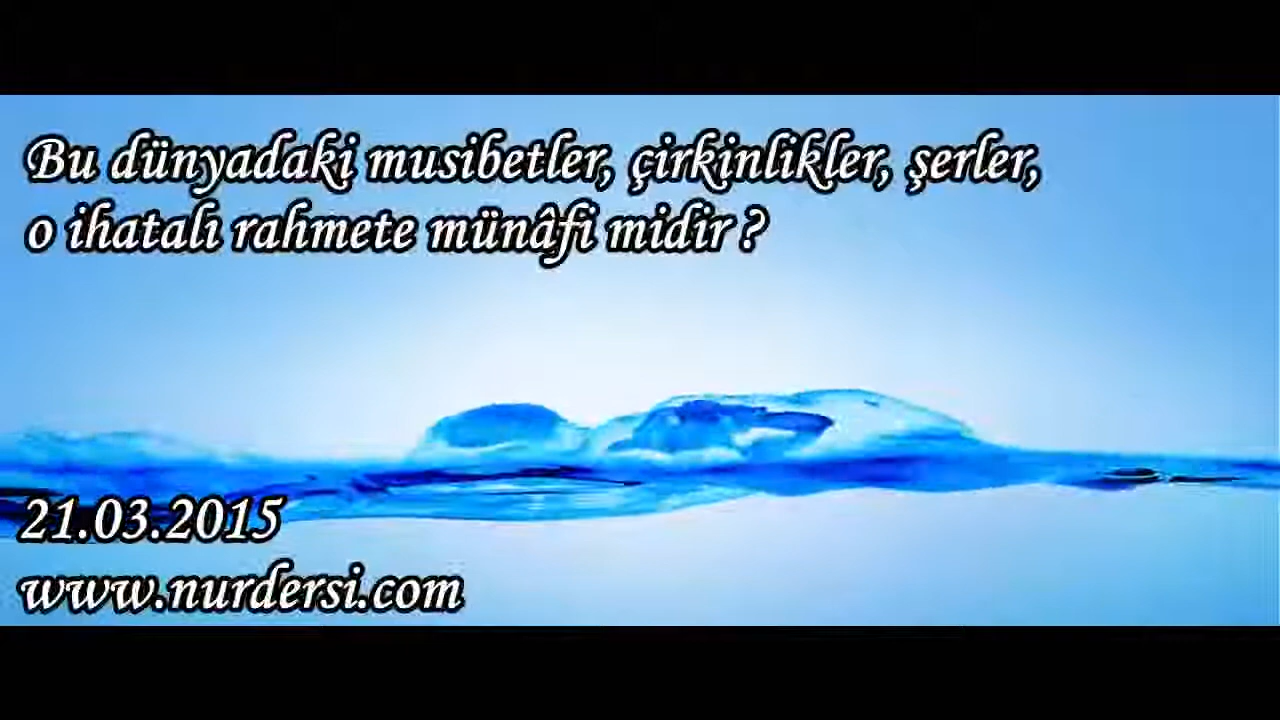 Bu dünyadaki musibetler, çirkinlikler, şerler,
o ihatalı rahmete münâfi midir ?
21.03.2015
www.nurdersi.com